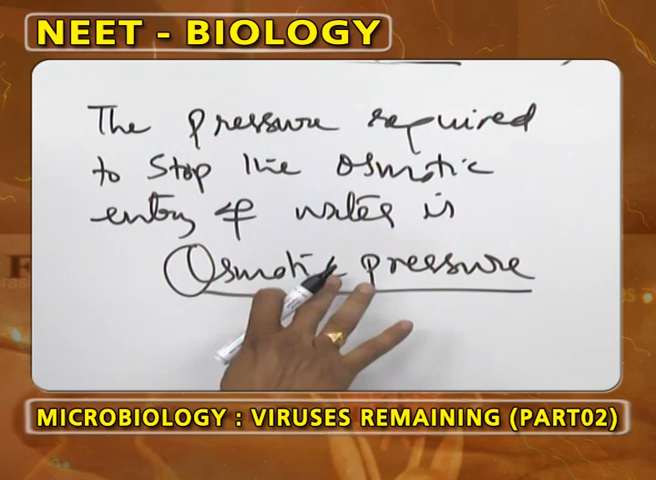 NEET - BIOLOGY
The pressure required
to stop the osmotic
entry of water is
Osmotic pressure
MICROBIOLOGY : VIRUSES REMAINING (PART02)